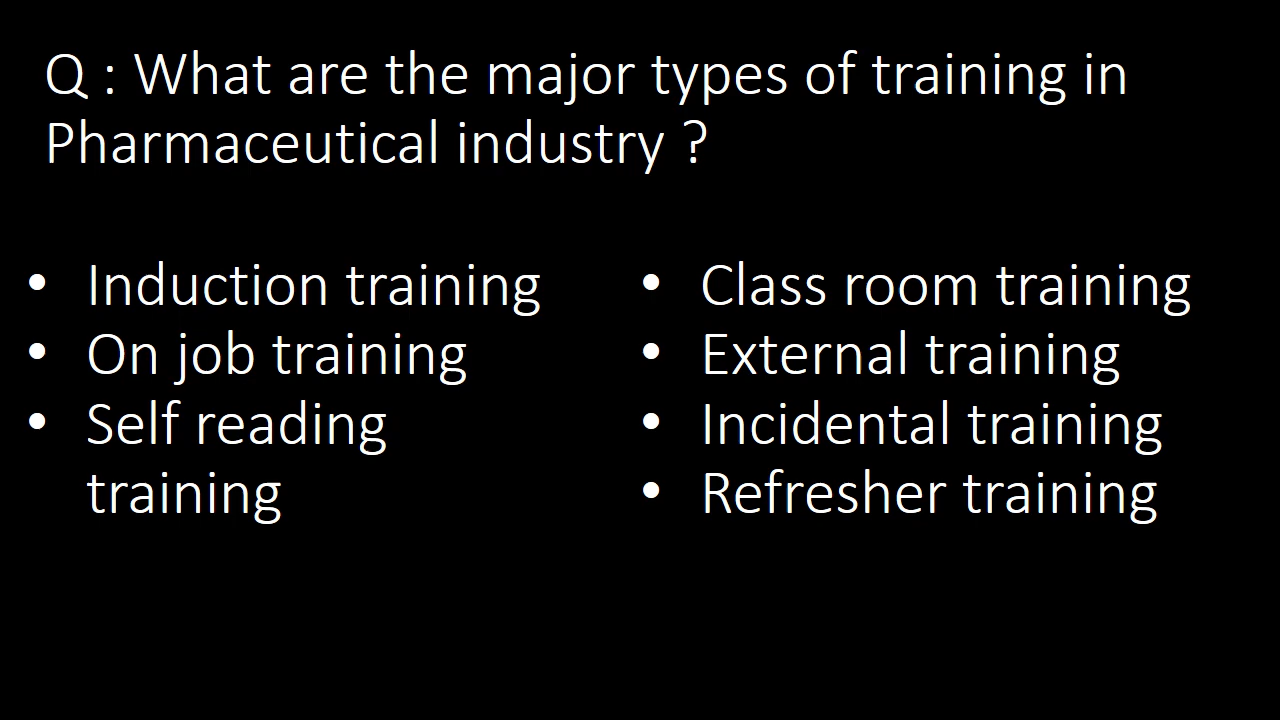 Q : What are the major types of training in
Pharmaceutical industry ?
• Induction training
• On job training
• Self reading
training
• Class room training
• External training
• Incidental training
• Refresher training